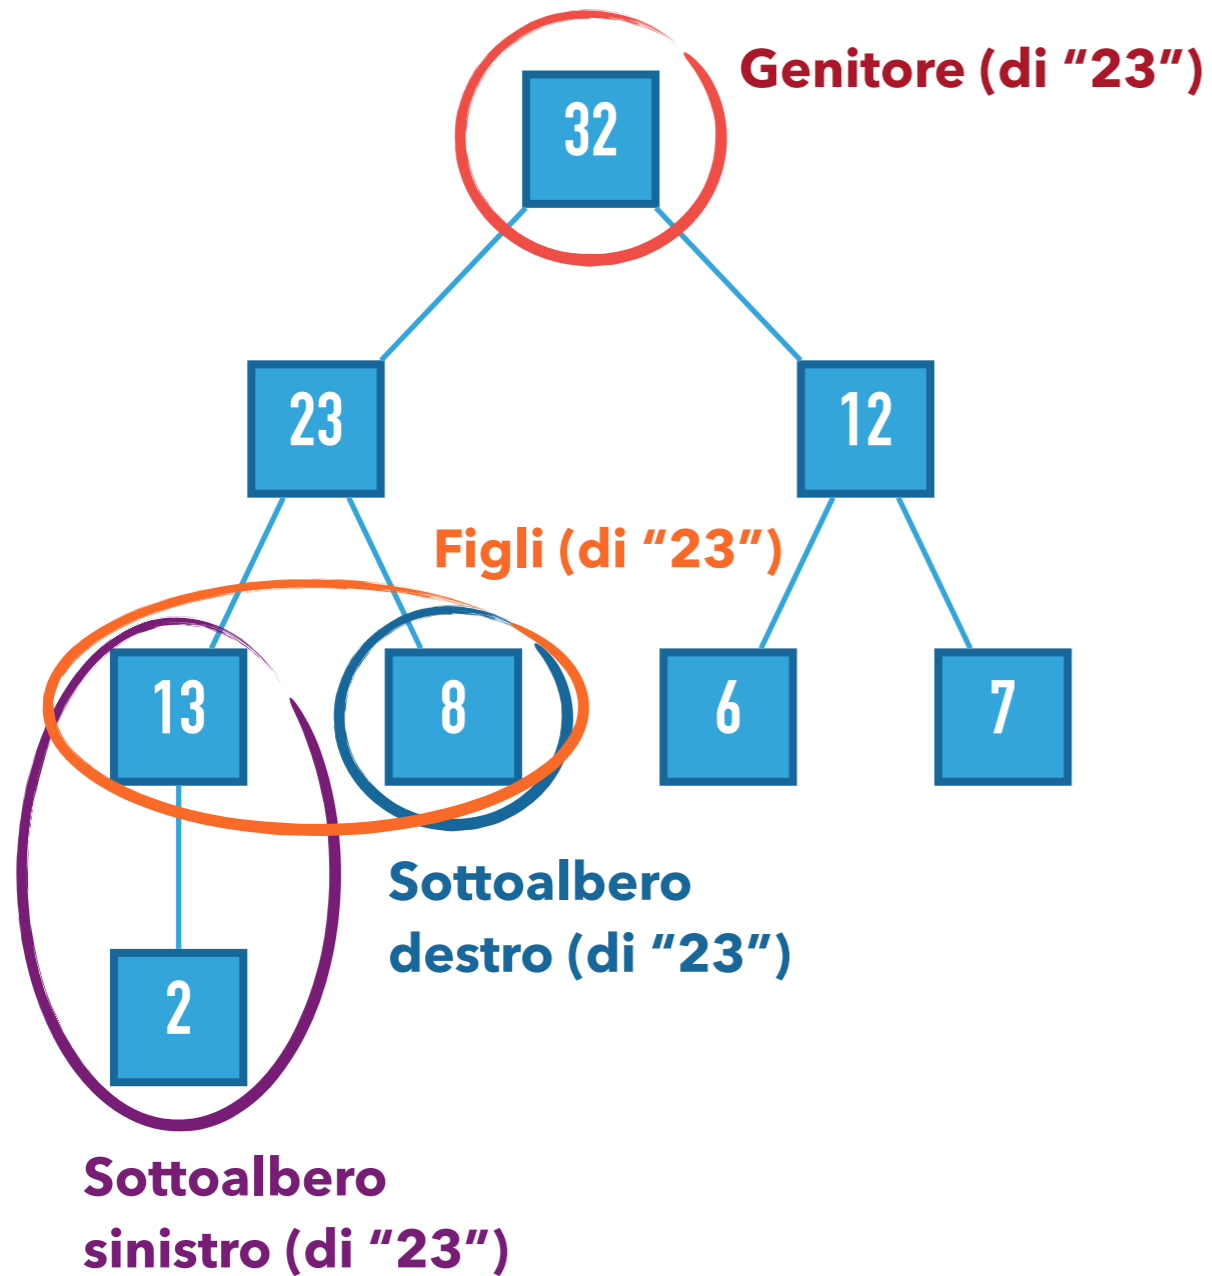 Genitore (di “23”)
32
23
12
Figli (di “23”)
13
8
6
7
Sottoalbero
destro (di “23”)
2
Sottoalbero
sinistro (di “23”)